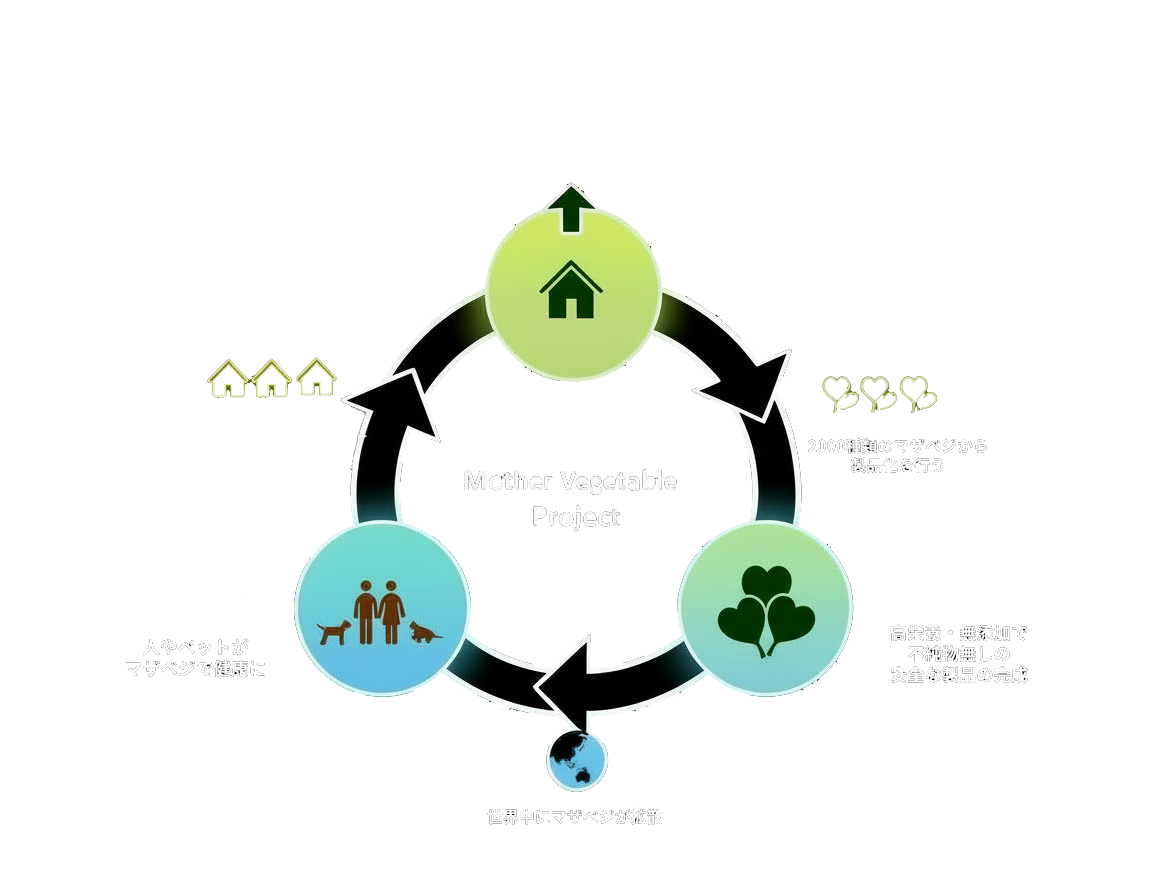 2000種類のマザベジから
製品化を行う
Mother Vegetable
Project
高栄養・無添加で
不純物無しの
安全な製品の完成
人やペットが
マザベジで健康に
世界中にマザベジが拡散